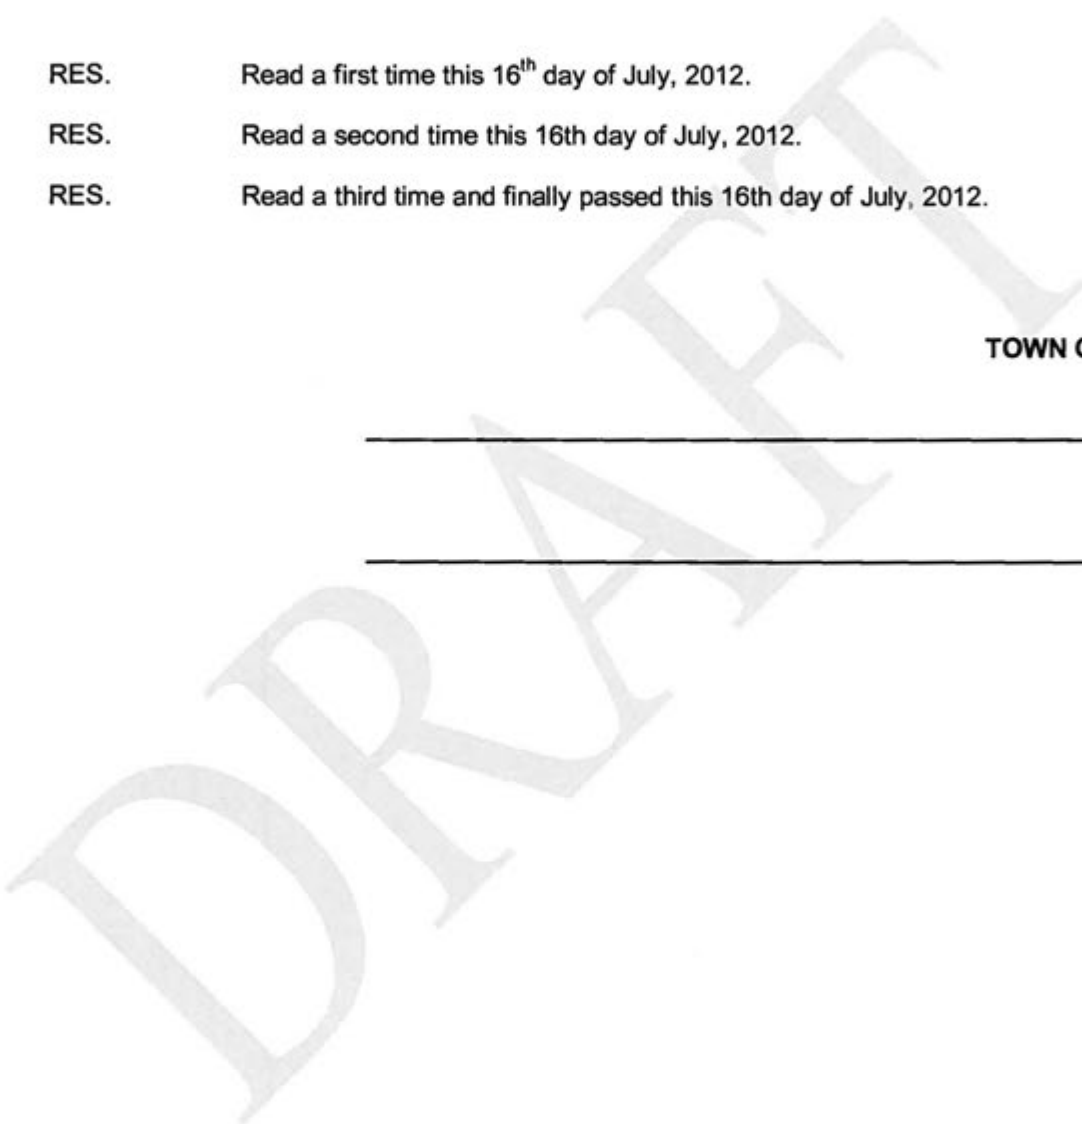 RES. Read a first time this 16th day of July, 2012.
RES. Read a second time this 16th day of July, 2012.
RES. Read a third time and finally passed this 16th day of July, 2012.
TOWN
DRAFT